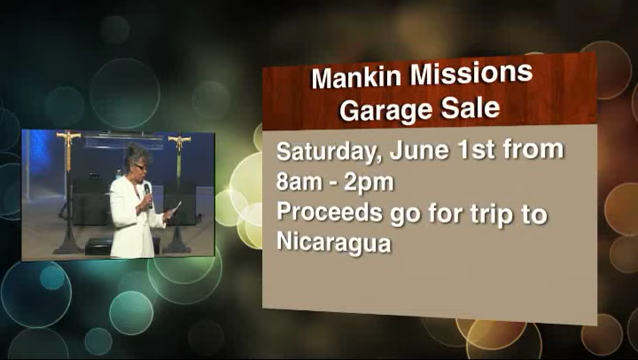 Mankin Missions
Garage Sale
Saturday, June 1st from
8am - 2pm
Proceeds go for trip to
Nicaragua